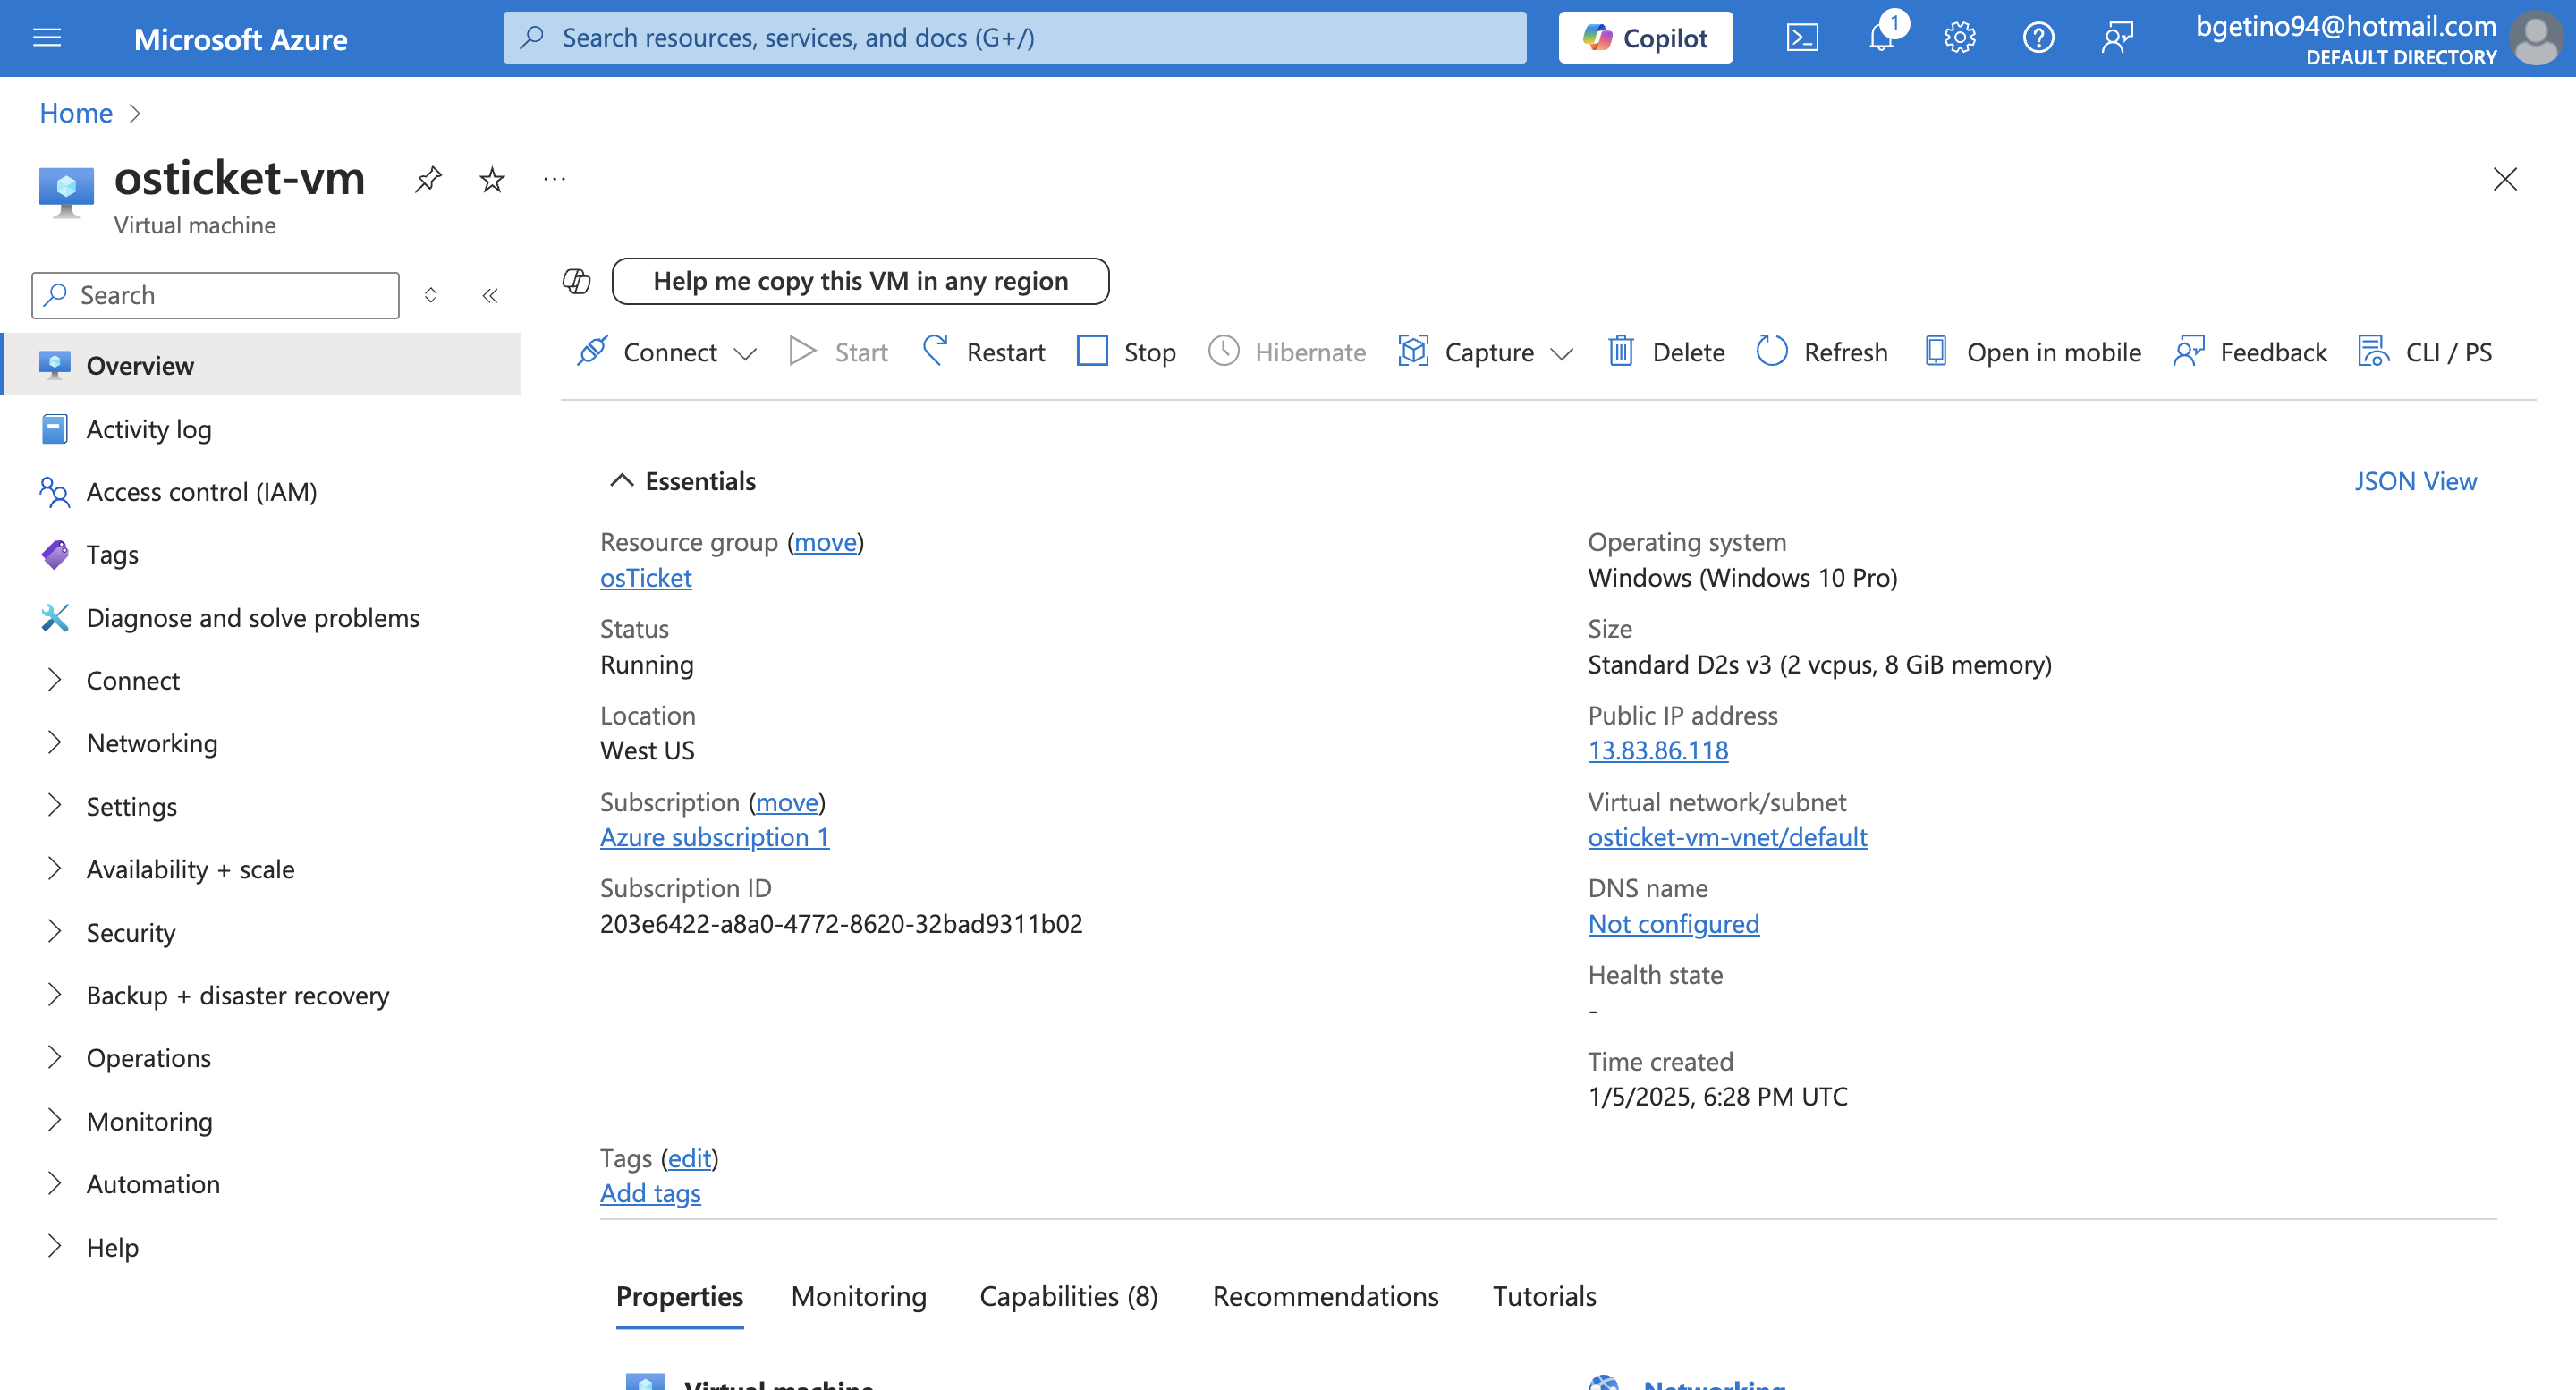 Microsoft Azure
Search resources, services, and docs (G+/)
Copilot
1
bgetino94@hotmail.com
DEFAULT DIRECTORY
Home
osticket-vm
Virtual machine
Search
Help me copy this VM in any region
Connect
Start
Restart
Stop
Hibernate
Capture
Delete
Refresh
Open in mobile
Feedback
CLI / PS
Overview
Activity log
Access control (IAM)
Tags
Diagnose and solve problems
Connect
Networking
Settings
Availability + scale
Security
Backup + disaster recovery
Operations
Monitoring
Automation
Help
Essentials
JSON View
Resource group (move)
osTicket
Status
Running
Location
West US
Subscription (move)
Azure subscription 1
Subscription ID
203e6422-a8a0-4772-8620-32bad9311b02
Operating system
Windows (Windows 10 Pro)
Size
Standard D2s v3 (2 vcpus, 8 GiB memory)
Public IP address
13.83.86.118
Virtual network/subnet
osticket-vm-vnet/default
DNS name
Not configured
Health state
-
Time created
1/5/2025, 6:28 PM UTC
Tags (edit)
Add tags
Properties
Monitoring
Capabilities (8)
Recommendations
Tutorials
Virtual machine
Networking